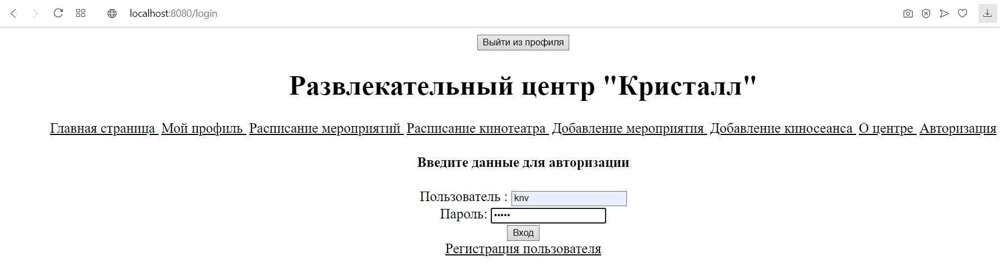 localhost:8080/login
Выйти из профиля
Развлекательный центр "Кристалл"
Главная страница Мой профиль Расписание мероприятий Расписание кинотеатра Добавление мероприятия Добавление киносеанса О центре Авторизация
Введите данные для авторизации
Пользователь : knv
Пароль: •••••
Вход
Регистрация пользователя